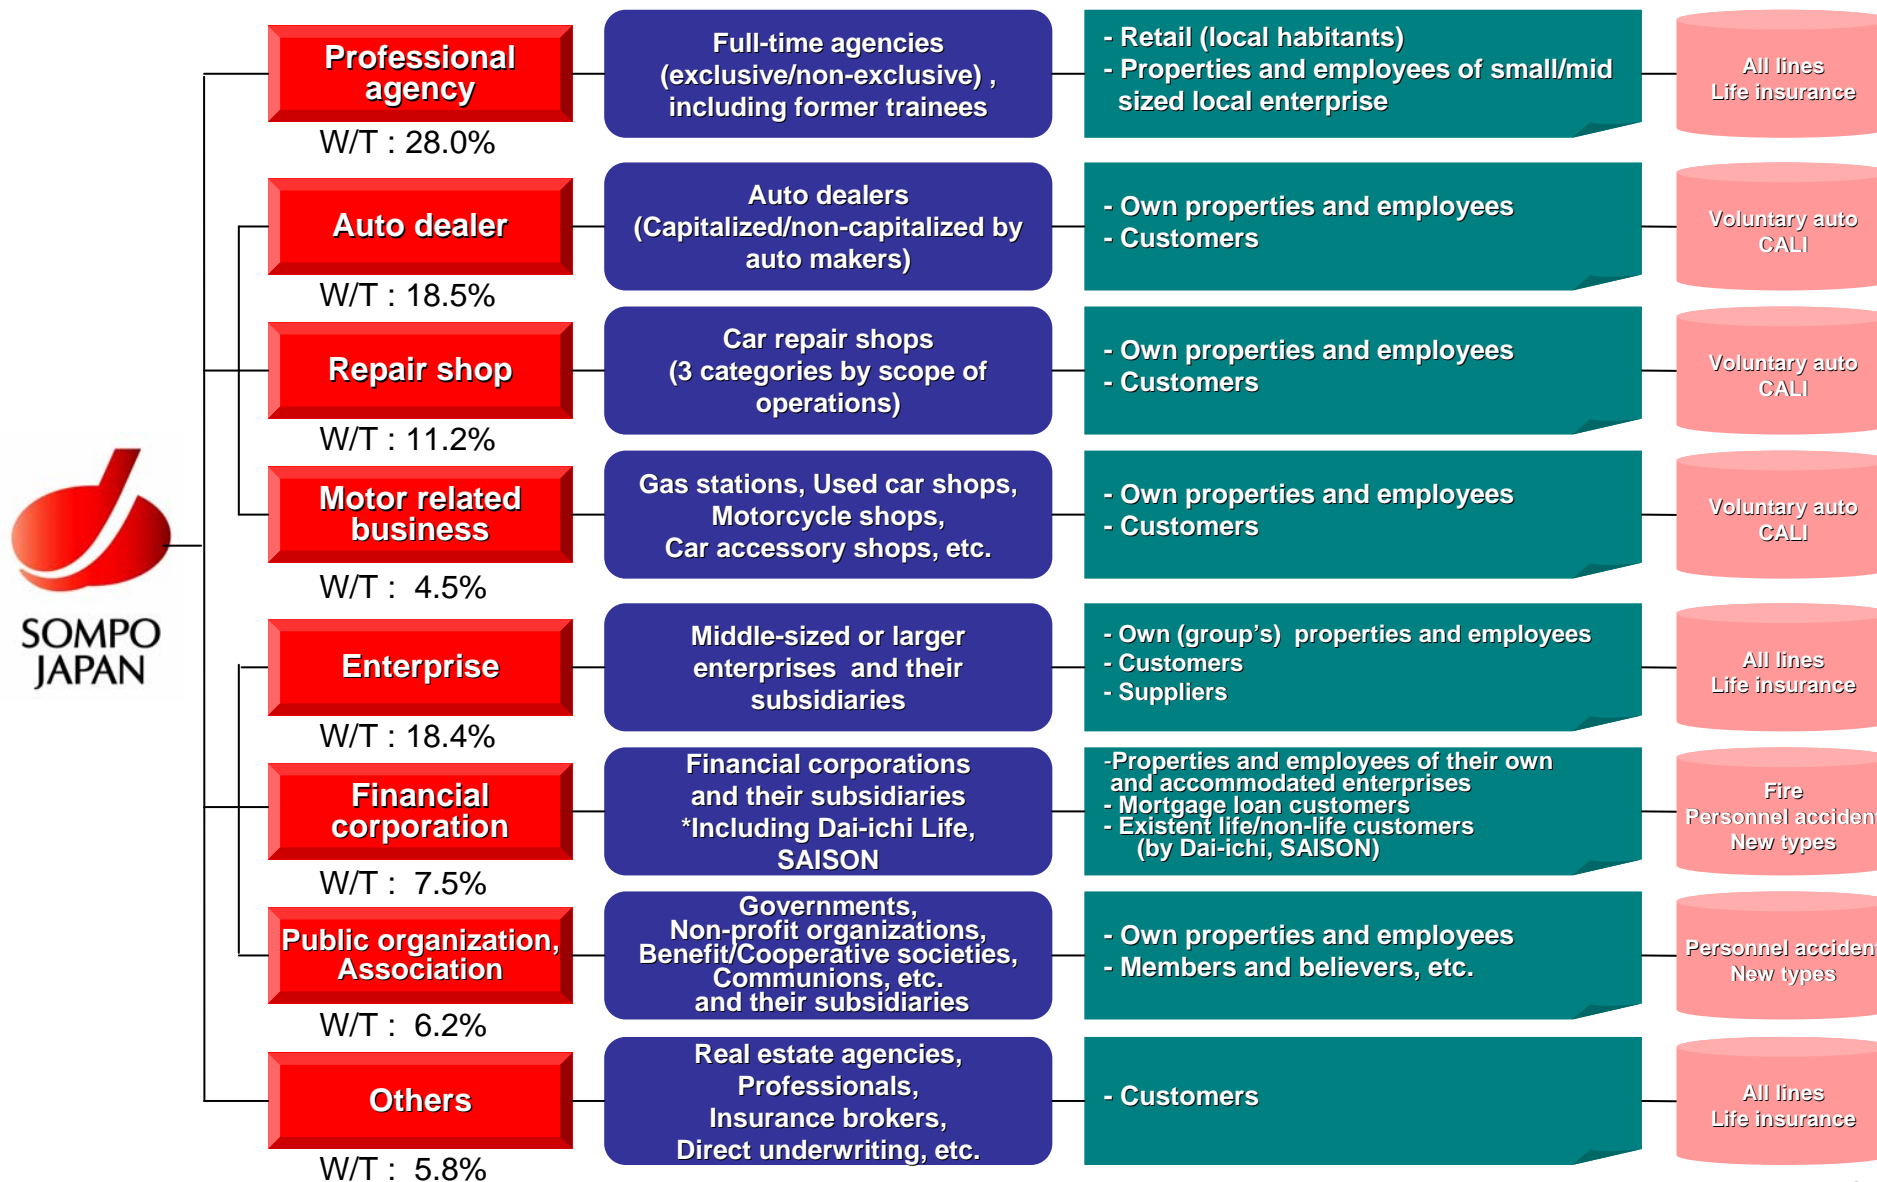 SOMPO
JAPAN
Professional
agency
W/T : 28.0%
Full-time agencies
(exclusive/non-exclusive) ,
including former trainees
- Retail (local habitants)
- Properties and employees of small/mid
sized local enterprise
All lines
Life insurance
Auto dealer
W/T : 18.5%
Auto dealers
(Capitalized/non-capitalized by
auto makers)
- Own properties and employees
- Customers
Voluntary auto
CALI
Repair shop
W/T : 11.2%
Car repair shops
(3 categories by scope of
operations)
- Own properties and employees
- Customers
Voluntary auto
CALI
Motor related
business
W/T : 4.5%
Gas stations, Used car shops,
Motorcycle shops,
Car accessory shops, etc.
- Own properties and employees
- Customers
Voluntary auto
CALI
Enterprise
W/T : 18.4%
Middle-sized or larger
enterprises and their
subsidiaries
- Own (group's) properties and employees
- Customers
- Suppliers
All lines
Life insurance
Financial
corporation
W/T : 7.5%
Financial corporations
and their subsidiaries
*Including Dai-ichi Life,
SAISON
-Properties and employees of their own
and accommodated enterprises
- Mortgage loan customers
- Existent life/non-life customers
(by Dai-ichi, SAISON)
Fire
Personnel accident
New types
Public organization,
Association
W/T : 6.2%
Governments,
Non-profit organizations,
Benefit/Cooperative societies,
Communions, etc.
and their subsidiaries
- Own properties and employees
- Members and believers, etc.
Personnel accident
New types
Others
W/T : 5.8%
Real estate agencies,
Professionals,
Insurance brokers,
Direct underwriting, etc.
- Customers
All lines
Life insurance